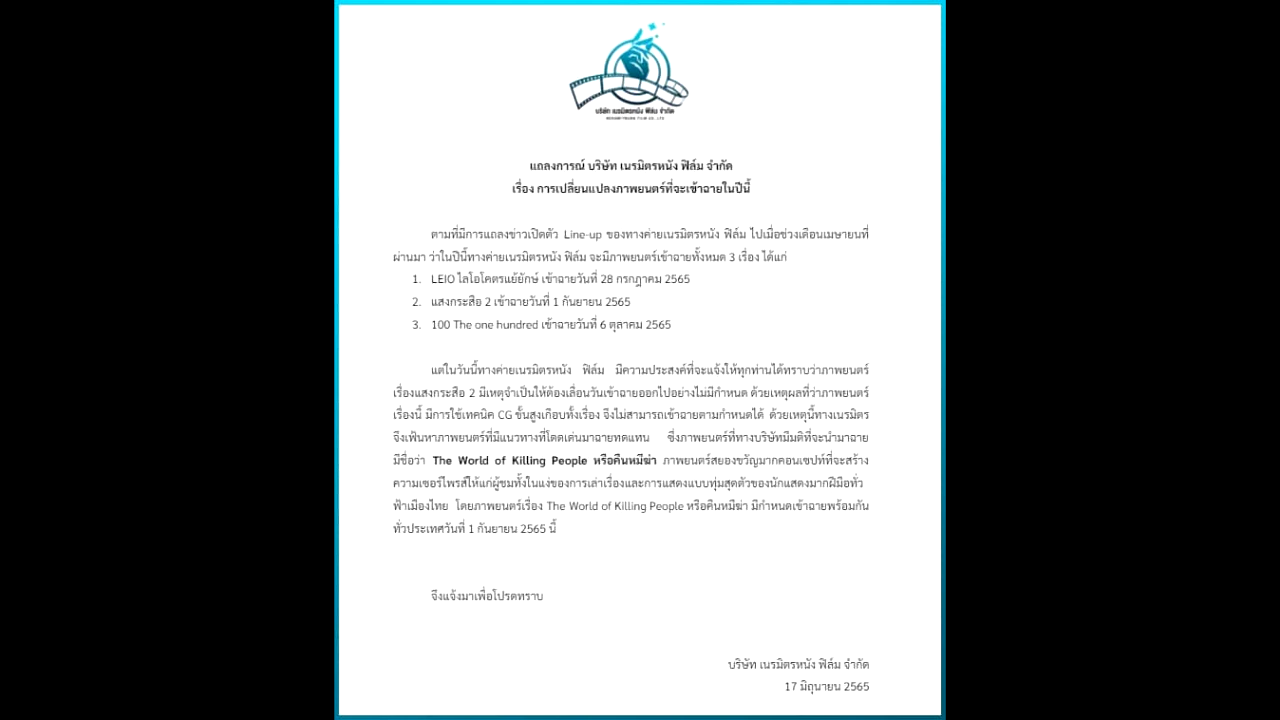 บริษัท เนรมิตรหนัง ฟิล์ม จำกัด
แถลงการณ์ บริษัท เนรมิตรหนัง ฟิล์ม จำกัด
เรื่อง การเปลี่ยนแปลงภาพยนตร์ที่จะเข้าฉายในปีนี้
ตามที่มีการแถลงข่าวเปิดตัว Line-up ของทางค่ายเนรมิตรหนัง ฟิล์ม ไปเมื่อช่วงเดือนเมษายนที่
ผ่านมา ว่าในปีนี้ทางค่ายเนรมิตรหนัง ฟิล์ม จะมีภาพยนตร์เข้าฉายทั้งหมด 3 เรื่อง ได้แก่
1. LEIO ไลโอโคตรแย้ยักษ์ เข้าฉายวันที่ 28 กรกฎาคม 2565
2. แสงกระสือ 2 เข้าฉายวันที่ 1 กันยายน 2565
3. 100 The one hundred เข้าฉายวันที่ 6 ตุลาคม 2565
แต่ในวันนี้ทางค่ายเนรมิตรหนัง ฟิล์ม มีความประสงค์ที่จะแจ้งให้ทุกท่านได้ทราบว่าภาพยนตร์
เรื่องแสงกระสือ 2 มีเหตุจำเป็นให้ต้องเลื่อนวันเข้าฉายออกไปอย่างไม่มีกำหนด ด้วยเหตุผลที่ว่าภาพยนตร์
เรื่องนี้ มีการใช้เทคนิค CG ขั้นสูงเกือบทั้งเรื่อง จึงไม่สามารถเข้าฉายตามกำหนดได้ ด้วยเหตุนี้ทางเนรมิตร
จึงเฟ้นหาภาพยนตร์ที่มีแนวทางที่โดดเด่นมาฉายทดแทน ซึ่งภาพยนตร์ที่ทางบริษัทมีมติที่จะนำมาฉาย
มีชื่อว่า The World of Killing People หรือคืนหมีฆ่า ภาพยนตร์สยองขวัญมากคอนเซปท์ที่จะสร้าง
ความเซอร์ไพรส์ให้แก่ผู้ชมทั้งในแง่ของการเล่าเรื่องและการแสดงแบบทุ่มสุดตัวของนักแสดงมากฝีมือทั่ว
ฟ้าเมืองไทย โดยภาพยนตร์เรื่อง The World of Killing People หรือคืนหมีฆ่า มีกำหนดเข้าฉายพร้อมกัน
ทั่วประเทศวันที่ 1 กันยายน 2565 นี้
จึงแจ้งมาเพื่อโปรดทราบ
บริษัท เนรมิตรหนัง ฟิล์ม จำกัด
17 มิถุนายน 2565